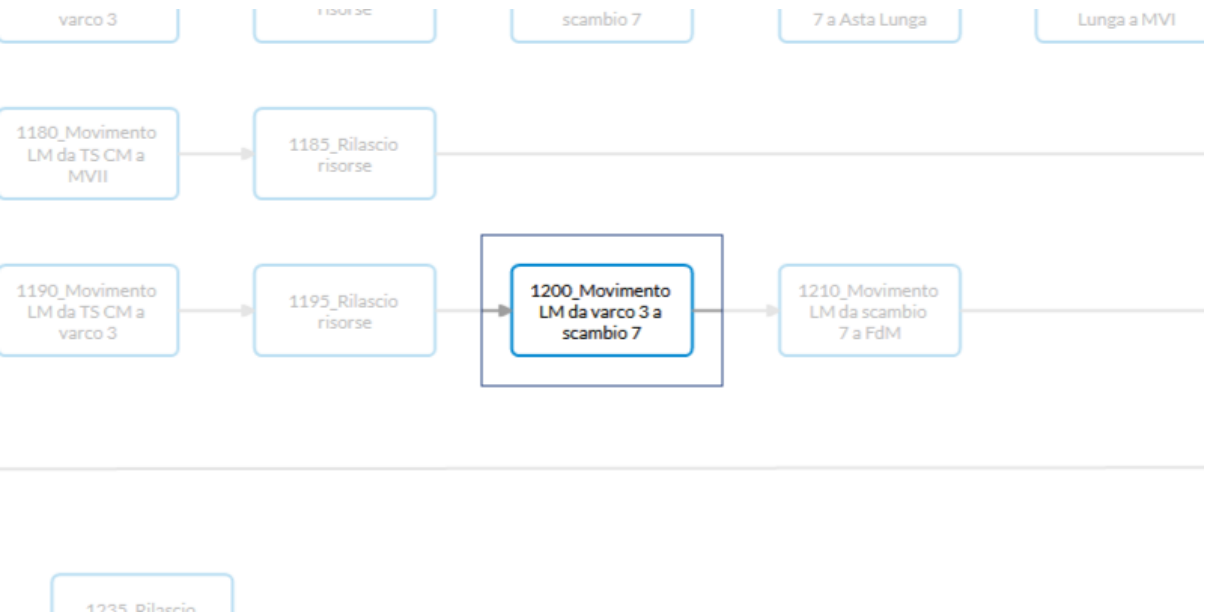 varco 3
risorse
scambio 7
7 a Asta Lunga
Lunga a MVI
1180_Movimento
LM da TS CM a
MVII
1185_Rilascio
risorse
1190_Movimento
LM da TS CM a
varco 3
1195_Rilascio
risorse
1200_Movimento
LM da varco 3 a
scambio 7
1210_Movimento
LM da scambio
7 a FdM
1235_Rilascio